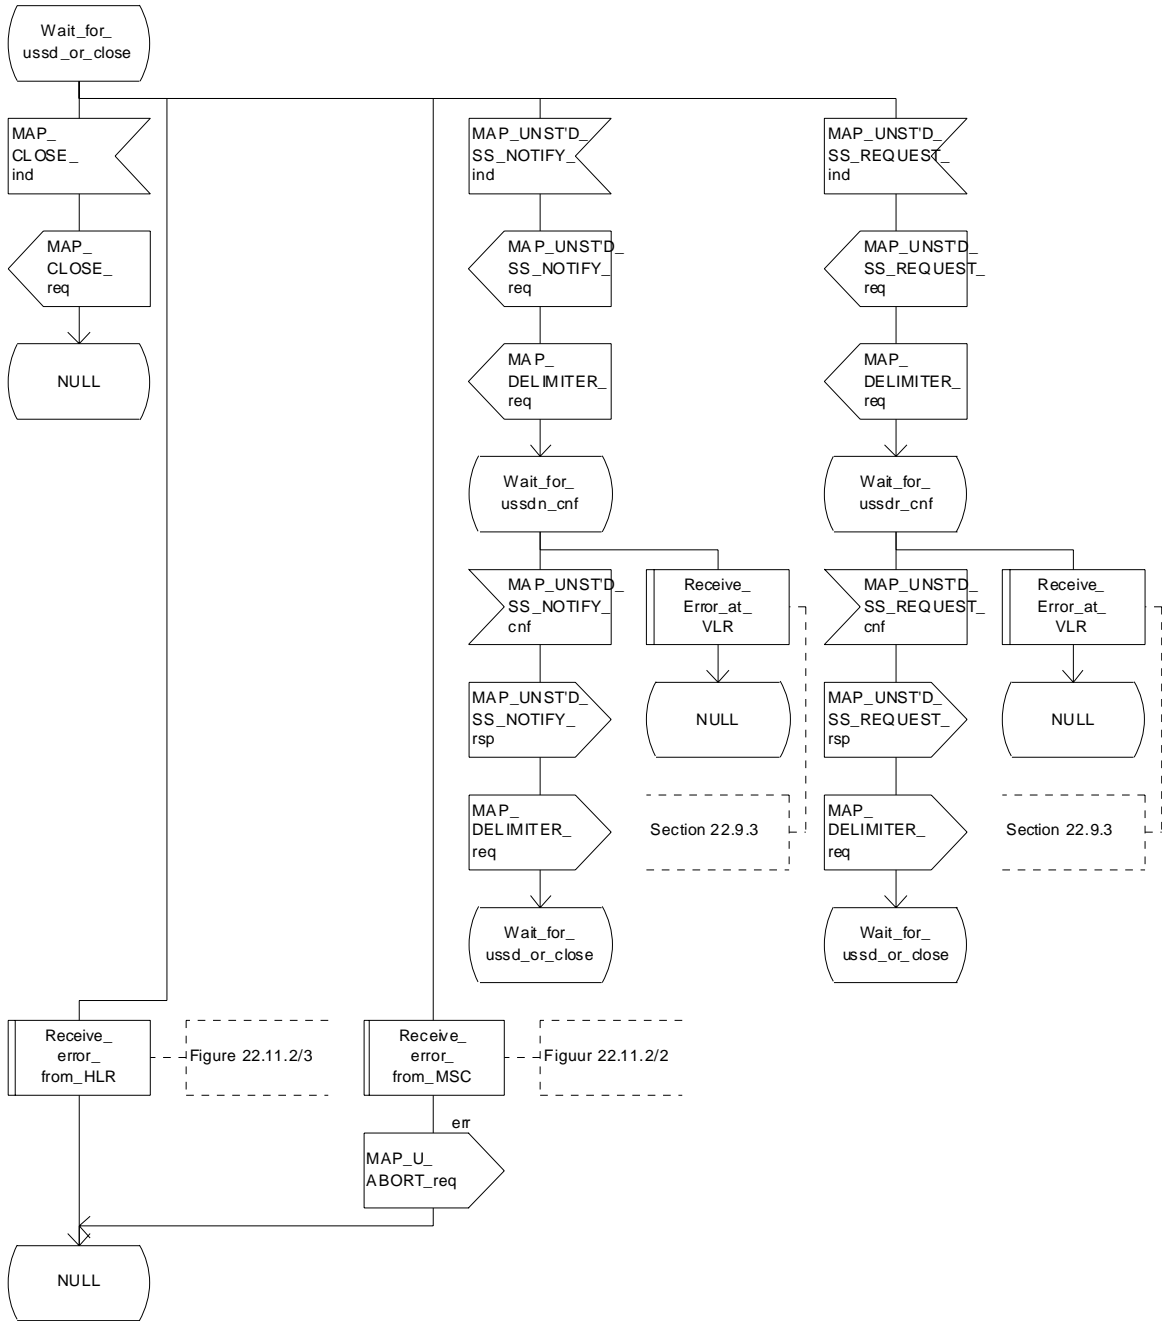 Wait_for_
ussd_or_close
MAP_
CLOSE_
ind
MAP_UNST'D_
SS_NOTIFY_
ind
MAP_UNST'D_
SS_REQUEST_
ind
MAP_
CLOSE_
req
MAP_UNST'D_
SS_NOTIFY_
req
MAP_UNST'D_
SS_REQUEST_
req
NULL
MAP_
DELIMITER_
req
MAP_
DELIMITER_
req
Wait_for_
ussdn_cnf
Wait_for_
ussdr_cnf
MAP_UNST'D_
SS_NOTIFY_
cnf
Receive_
Error_at_
VLR
MAP_UNST'D_
SS_REQUEST_
cnf
Receive_
Error_at_
VLR
MAP_UNST'D_
SS_NOTIFY_
rsp
NULL
MAP_UNST'D_
SS_REQUEST_
rsp
NULL
MAP_
DELIMITER_
req
Section 22.9.3
MAP_
DELIMITER_
req
Section 22.9.3
Wait_for_
ussd_or_close
Wait_for_
ussd_or_close
Receive_
error_
from_HLR
Figure 22.11.2/3
Receive_
error_
from_MSC
Figuur 22.11.2/2
err
MAP_U_
ABORT_req
NULL